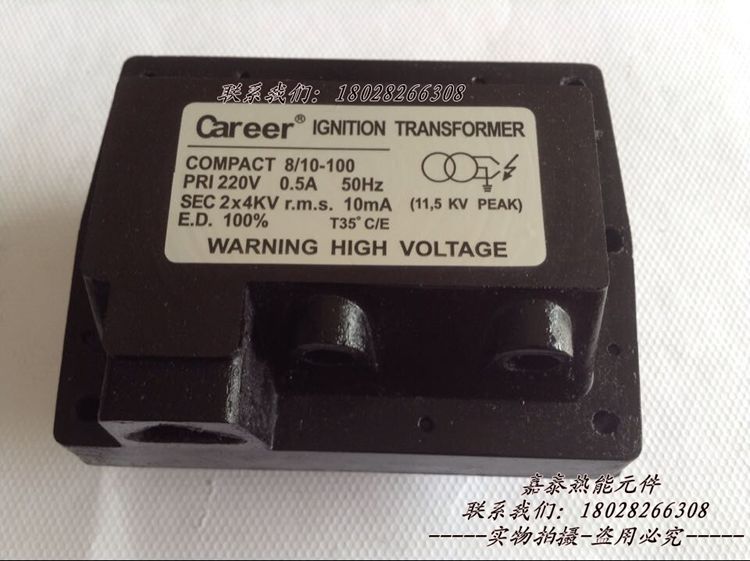 联系我们：18028266308
Career® IGNITION TRANSFORMER
COMPACT 8/10-100
PRI 220V 0.5A 50Hz
SEC 2x4KV r.m.s. 10mA (11,5 KV PEAK)
E.D. 100% T35°C/E
WARNING HIGH VOLTAGE
嘉泰热能元件
联系我们：18028266308
-----实物拍摄-盗用必究-----